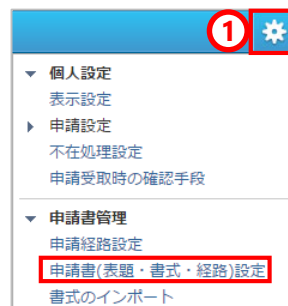 1
個人設定
表示設定
申請設定
不在処理設定
申請受取時の確認手段
申請書管理
申請経路設定
申請書(表題・書式・経路)設定
書式のインポート